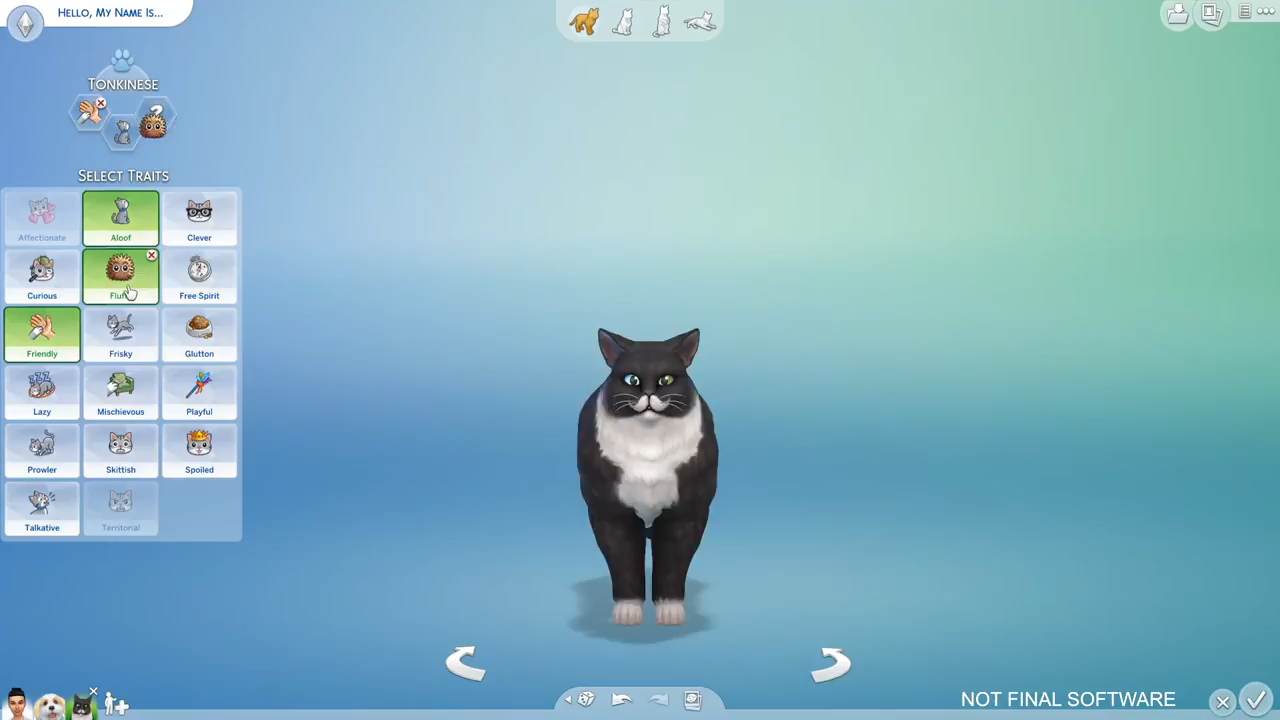 Hello, My Name Is...
Tonkinese
Select Traits
Affectionate
Aloof
Clever
Curious
Free Spirit
Friendly
Frisky
Glutton
Lazy
Mischievous
Playful
Prowler
Skittish
Spoiled
Talkative
Territorial
NOT FINAL SOFTWARE